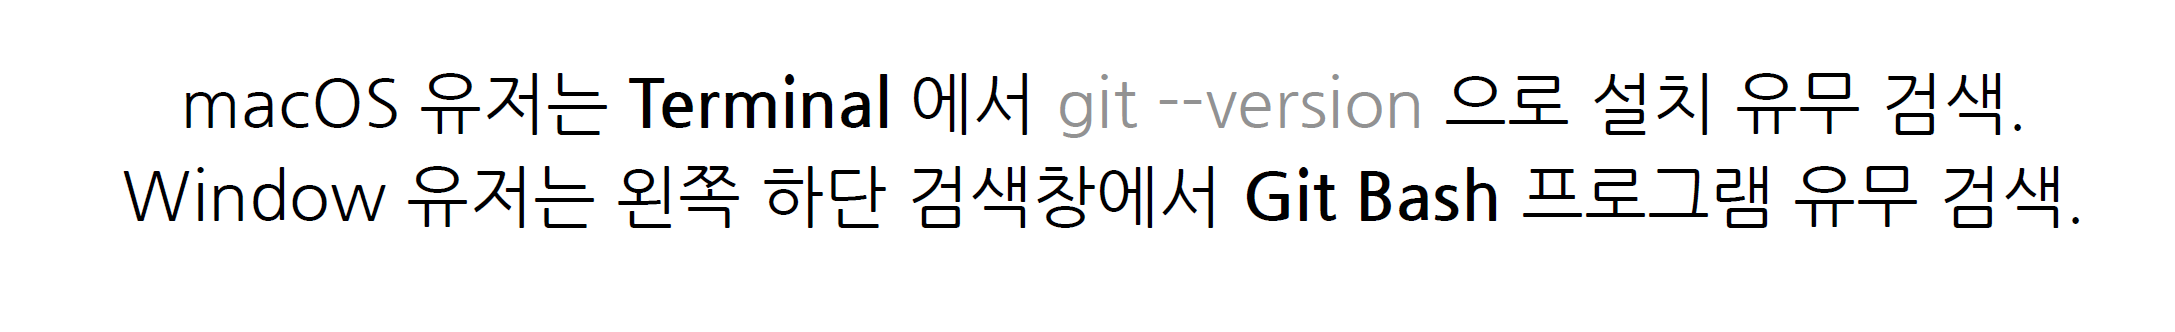 macOS 유저는 Terminal 에서 git --version 으로 설치 유무 검색.
Window 유저는 왼쪽 하단 검색창에서 Git Bash 프로그램 유무 검색.